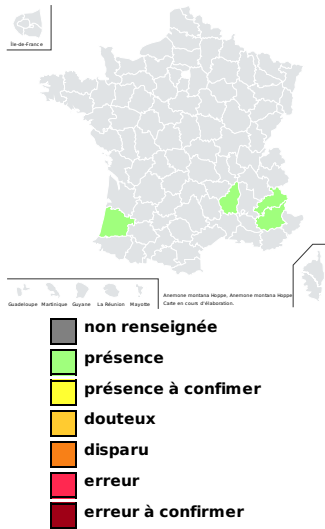 Île-de-France
Guadeloupe Martinique Guyane La Réunion Mayotte
Anemone montana Hoppe, Anemone montana Hoppe
Carte en cours d'élaboration.
non renseignée
présence
présence à confimer
douteux
disparu
erreur
erreur à confirmer